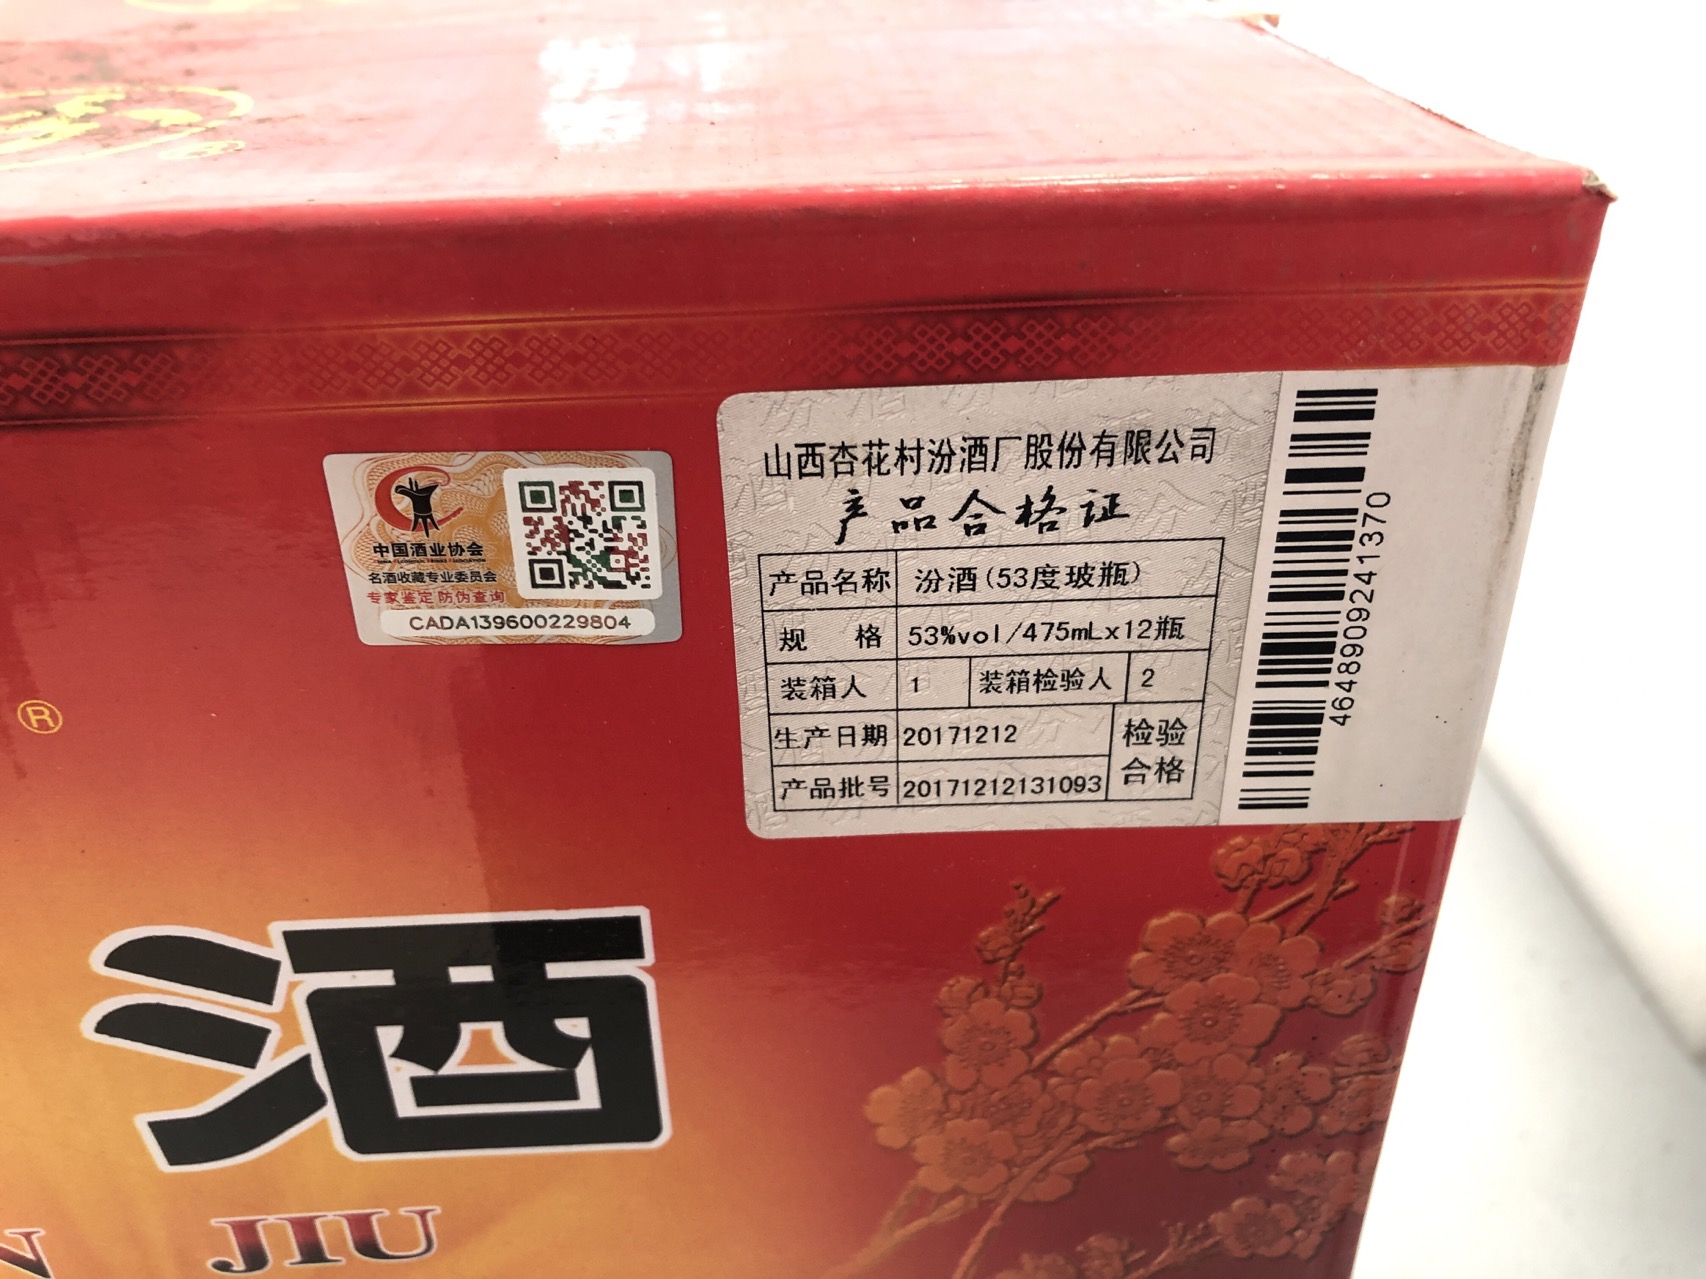 山西杏花村汾酒厂股份有限公司
产品合格证
产品名称 汾酒(53度玻瓶)
规 格 53%vol/475mLx12瓶
装箱人 1 装箱检验人 2
生产日期 20171212 检验
产品批号 20171212131093 合格
4648909241370
中国酒业协会
名酒收藏专业委员会
专家鉴定 防伪查询
CADA139600229804
®
酒
N JIU